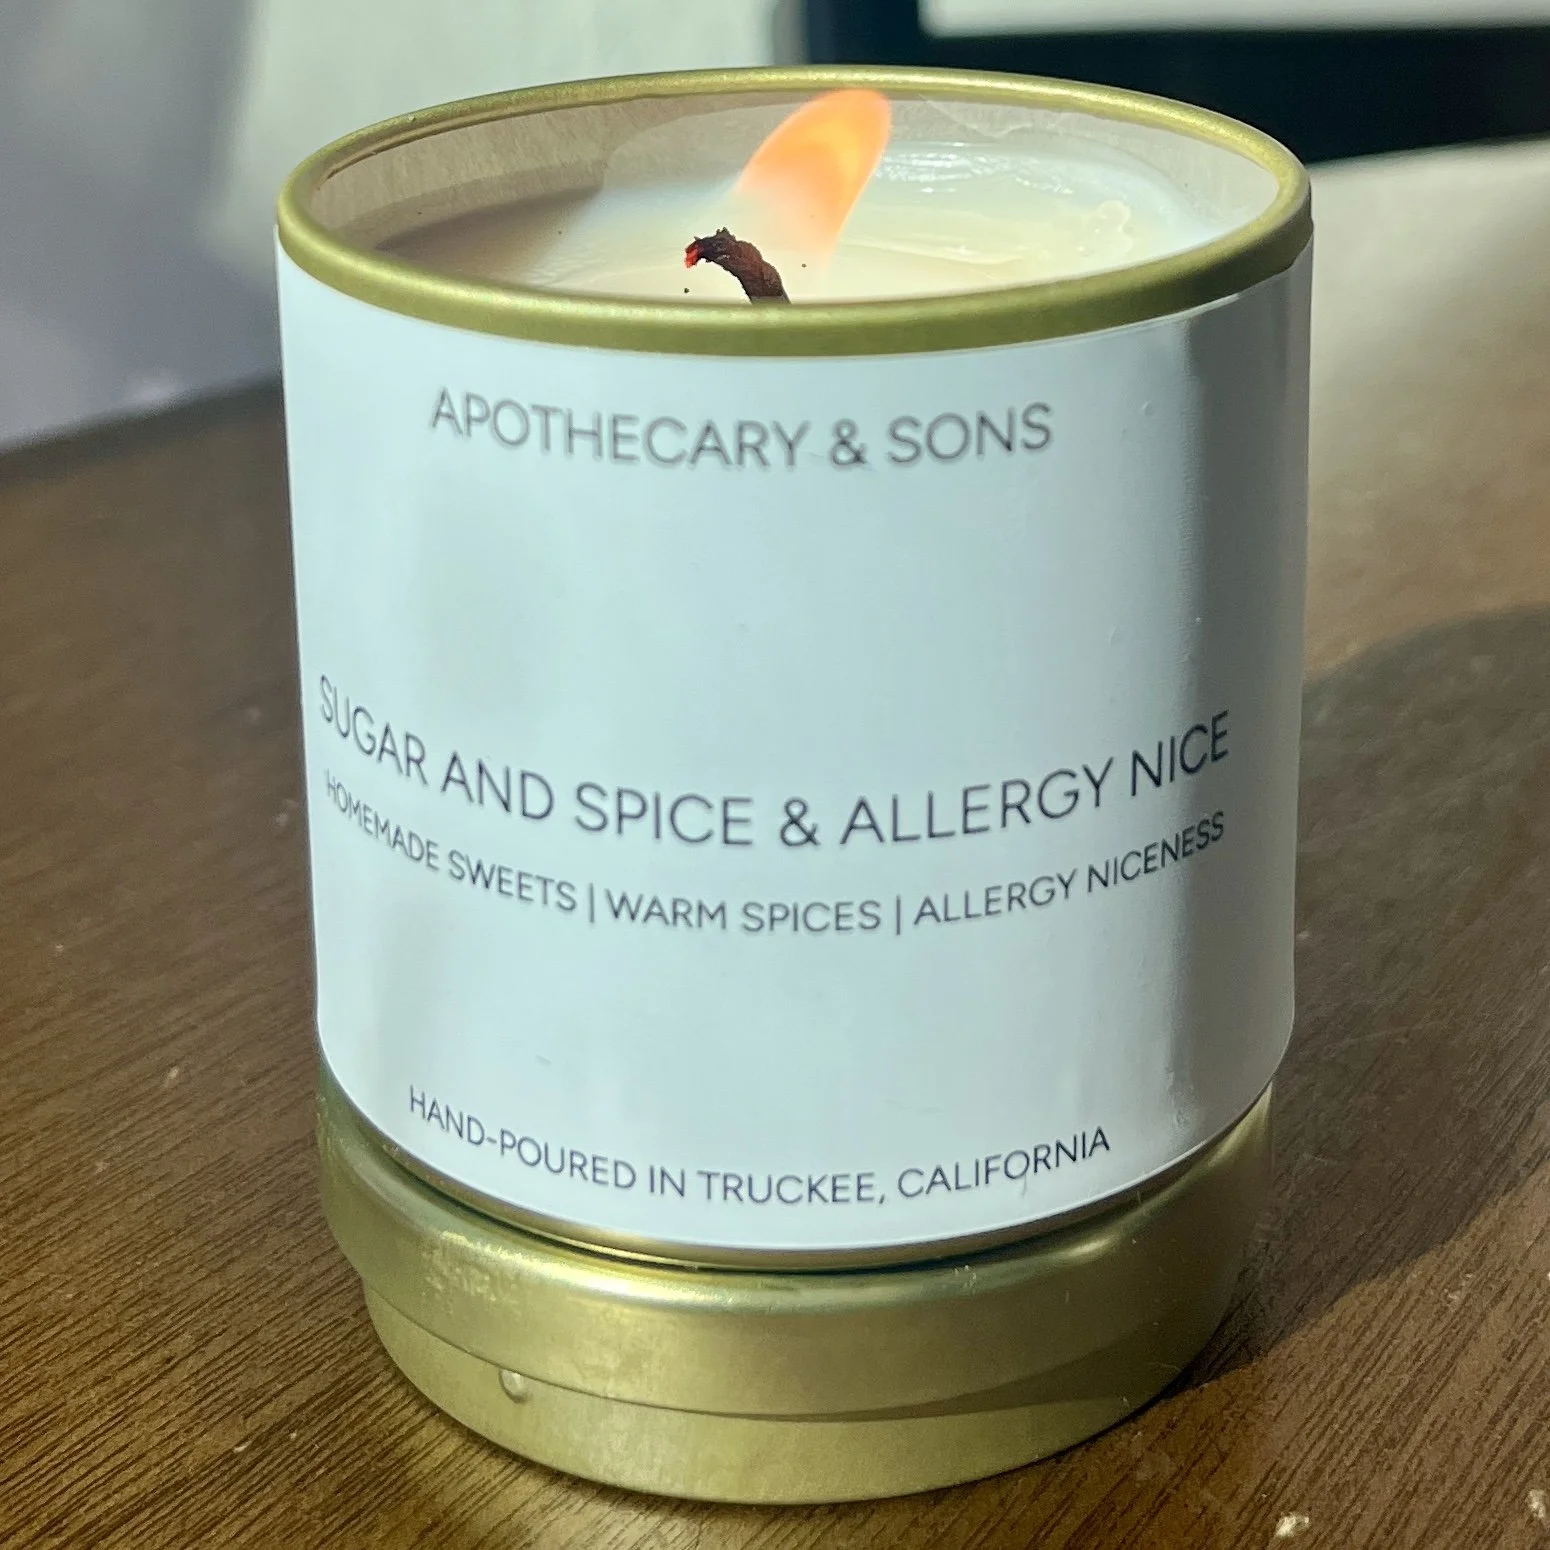 APOTHECARY & SONS
SUGAR AND SPICE & ALLERGY NICE
HOMEMADE SWEETS | WARM SPICES | ALLERGY NICENESS
HAND-POURED IN TRUCKEE, CALIFORNIA